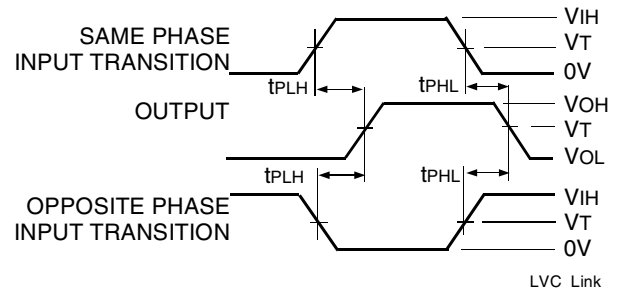 SAME PHASE
INPUT TRANSITION
VIH
VT
0V
tPLH
tPHL
OUTPUT
VOH
VT
VOL
tPLH
tPHL
OPPOSITE PHASE
INPUT TRANSITION
VIH
VT
0V
LVC Link